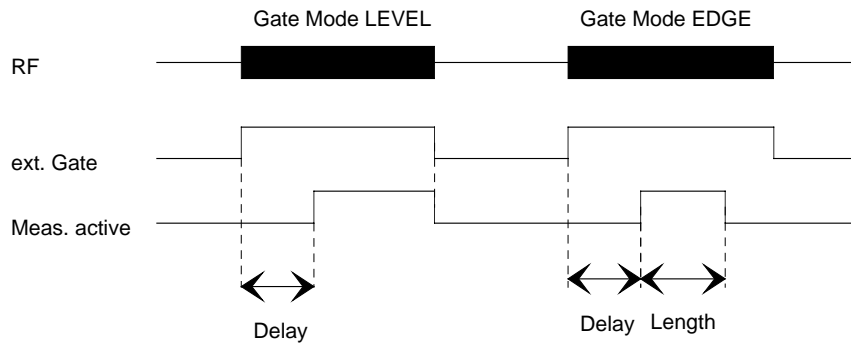 Gate Mode LEVEL
Gate Mode EDGE
RF
ext. Gate
Meas. active
Delay
Delay
Length